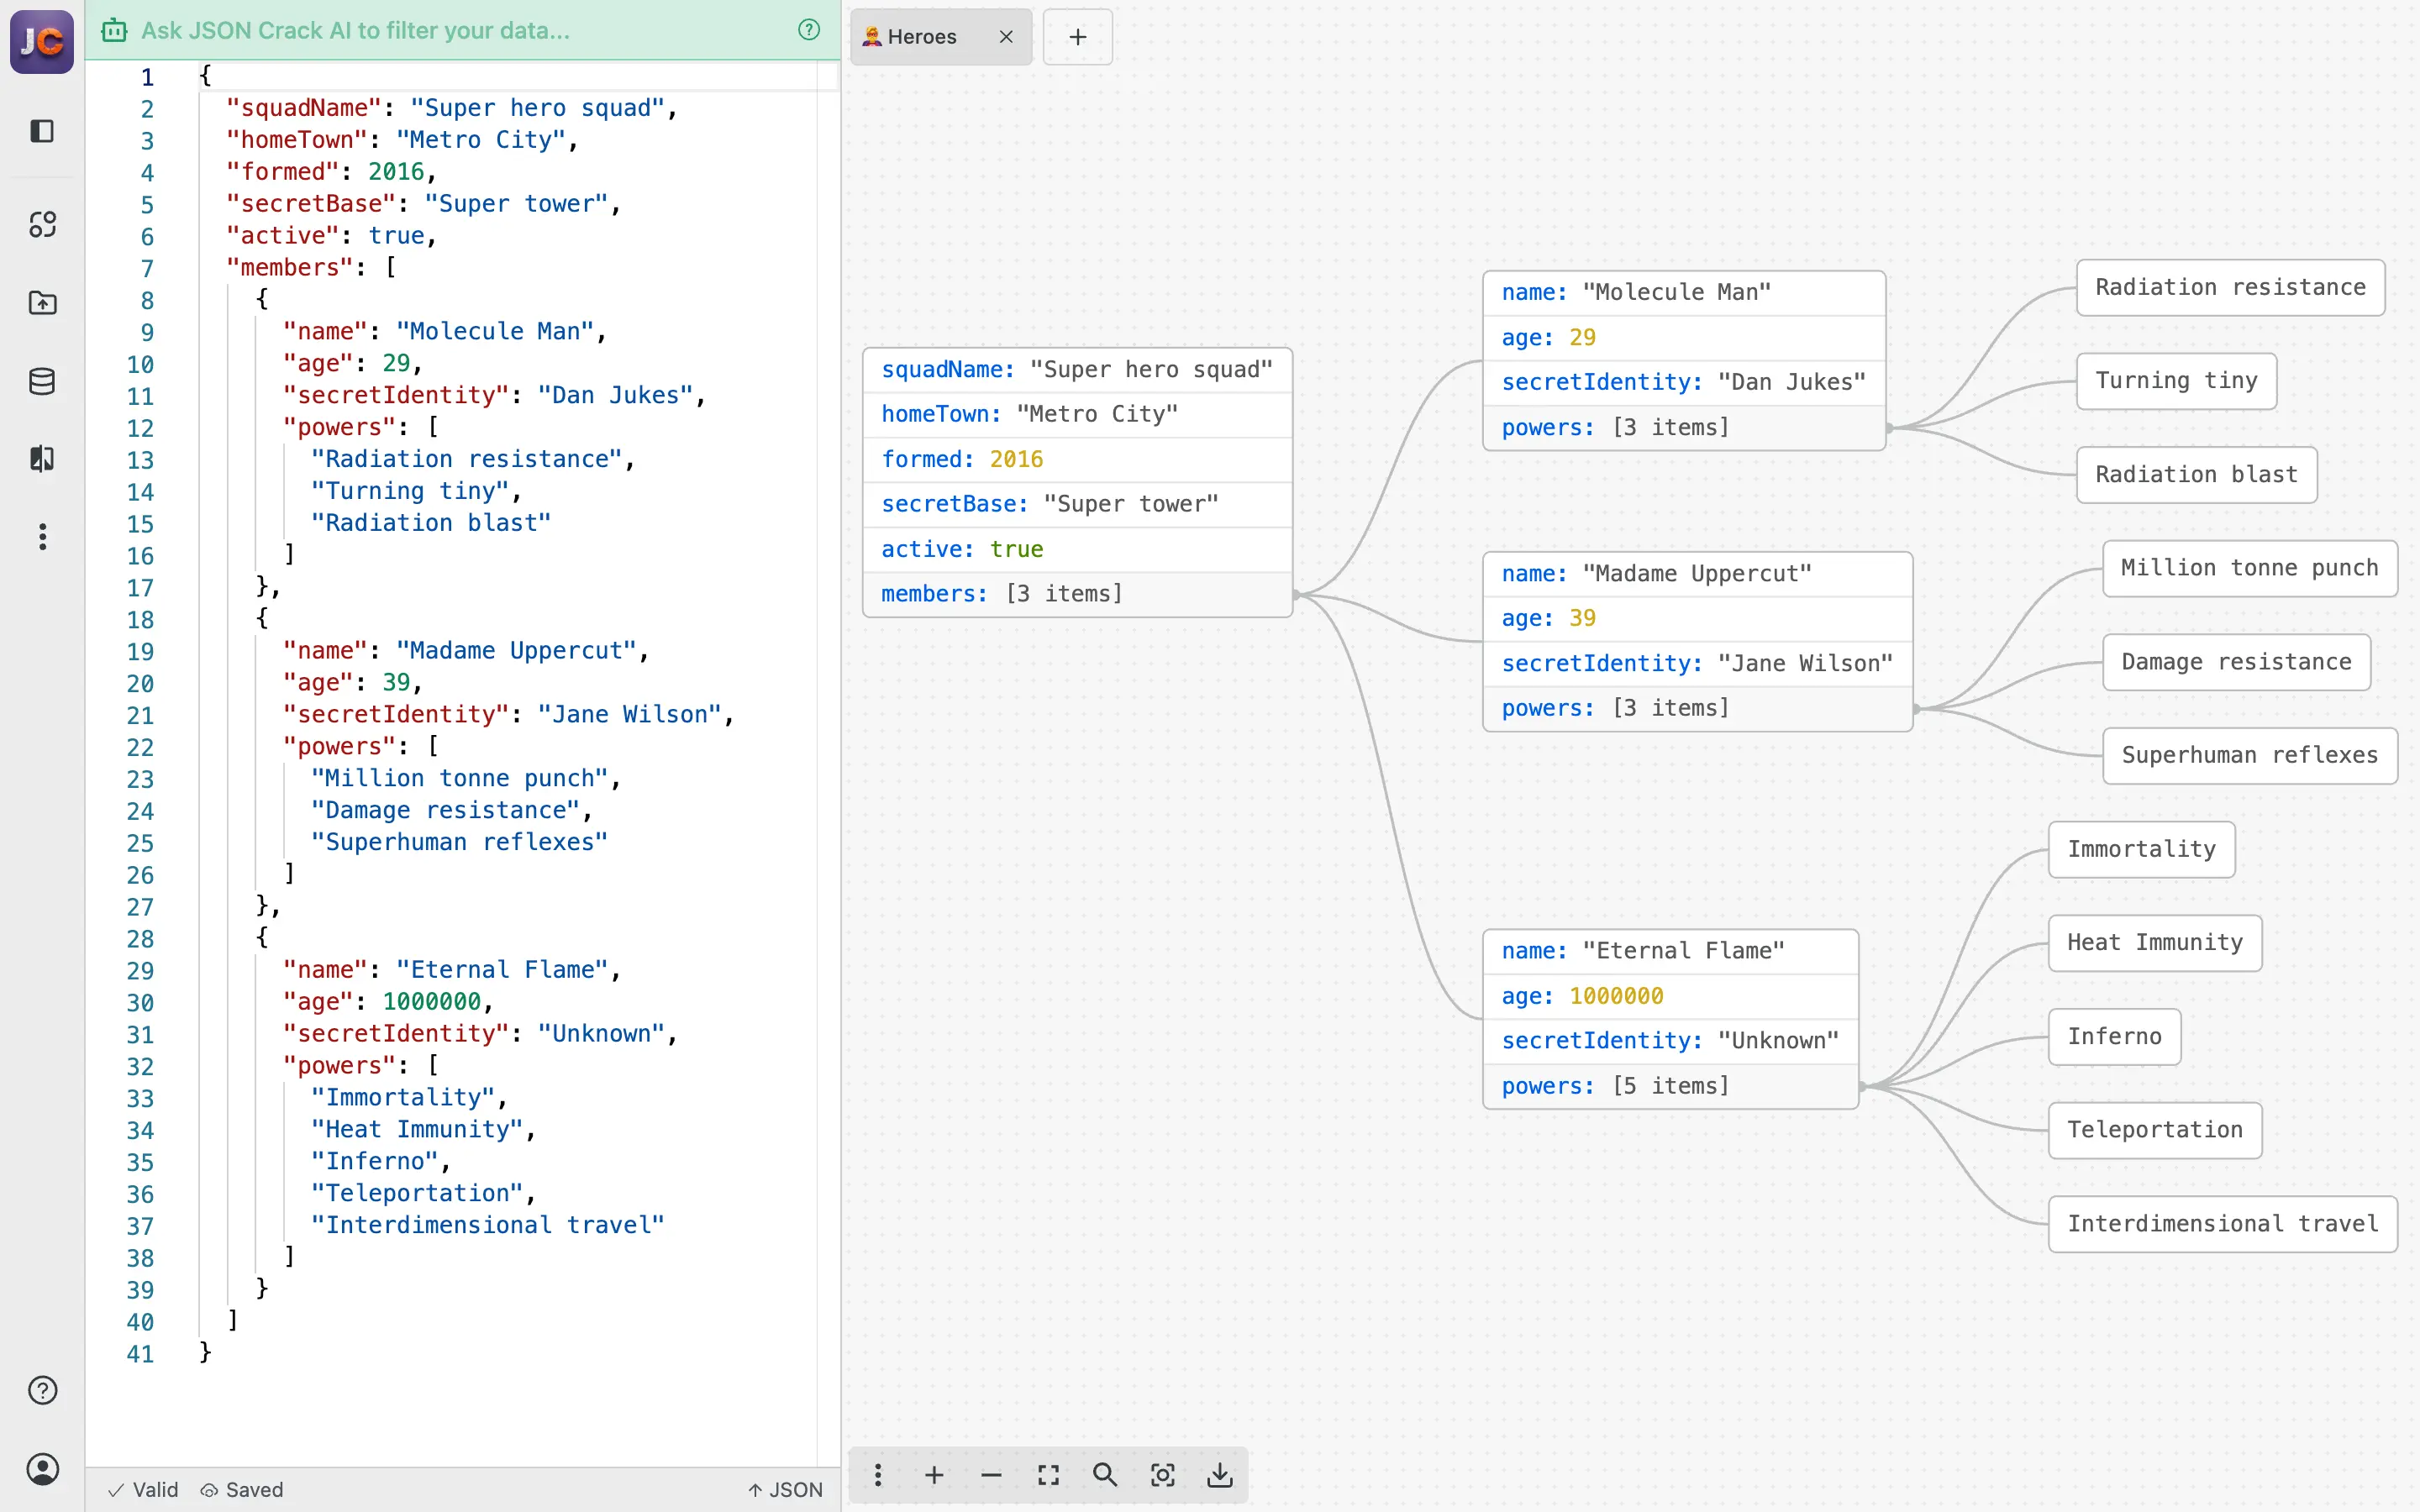 JC
Ask JSON Crack AI to filter your data...
1 {
2 "squadName": "Super hero squad",
3 "homeTown": "Metro City",
4 "formed": 2016,
5 "secretBase": "Super tower",
6 "active": true,
7 "members": [
8 {
9 "name": "Molecule Man",
10 "age": 29,
11 "secretIdentity": "Dan Jukes",
12 "powers": [
13 "Radiation resistance",
14 "Turning tiny",
15 "Radiation blast"
16 ]
17 },
18 {
19 "name": "Madame Uppercut",
20 "age": 39,
21 "secretIdentity": "Jane Wilson",
22 "powers": [
23 "Million tonne punch",
24 "Damage resistance",
25 "Superhuman reflexes"
26 ]
27 },
28 {
29 "name": "Eternal Flame",
30 "age": 1000000,
31 "secretIdentity": "Unknown",
32 "powers": [
33 "Immortality",
34 "Heat Immunity",
35 "Inferno",
36 "Teleportation",
37 "Interdimensional travel"
38 ]
39 }
40 ]
41 }
Valid Saved JSON
Heroes
squadName: "Super hero squad"
homeTown: "Metro City"
formed: 2016
secretBase: "Super tower"
active: true
members: [3 items]
name: "Molecule Man"
age: 29
secretIdentity: "Dan Jukes"
powers: [3 items]
Radiation resistance
Turning tiny
Radiation blast
name: "Madame Uppercut"
age: 39
secretIdentity: "Jane Wilson"
powers: [3 items]
Million tonne punch
Damage resistance
Superhuman reflexes
name: "Eternal Flame"
age: 1000000
secretIdentity: "Unknown"
powers: [5 items]
Immortality
Heat Immunity
Inferno
Teleportation
Interdimensional travel